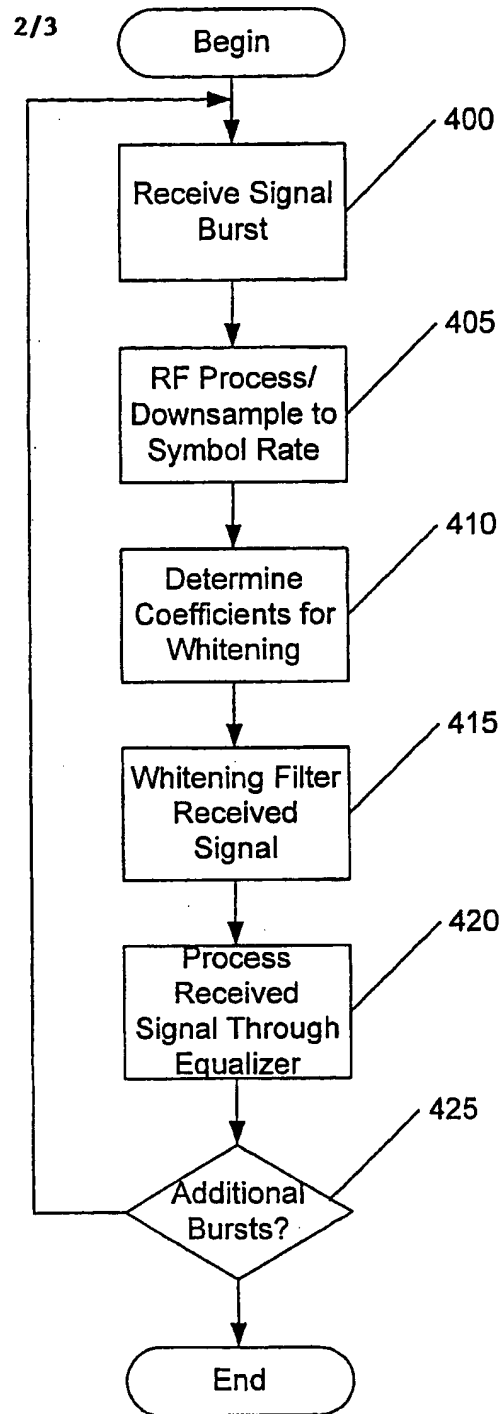 2/3
Begin
400
Receive Signal
Burst
405
RF Process/
Downsample to
Symbol Rate
410
Determine
Coefficients for
Whitening
415
Whitening Filter
Received
Signal
420
Process
Received
Signal Through
Equalizer
425
Additional
Bursts?
End